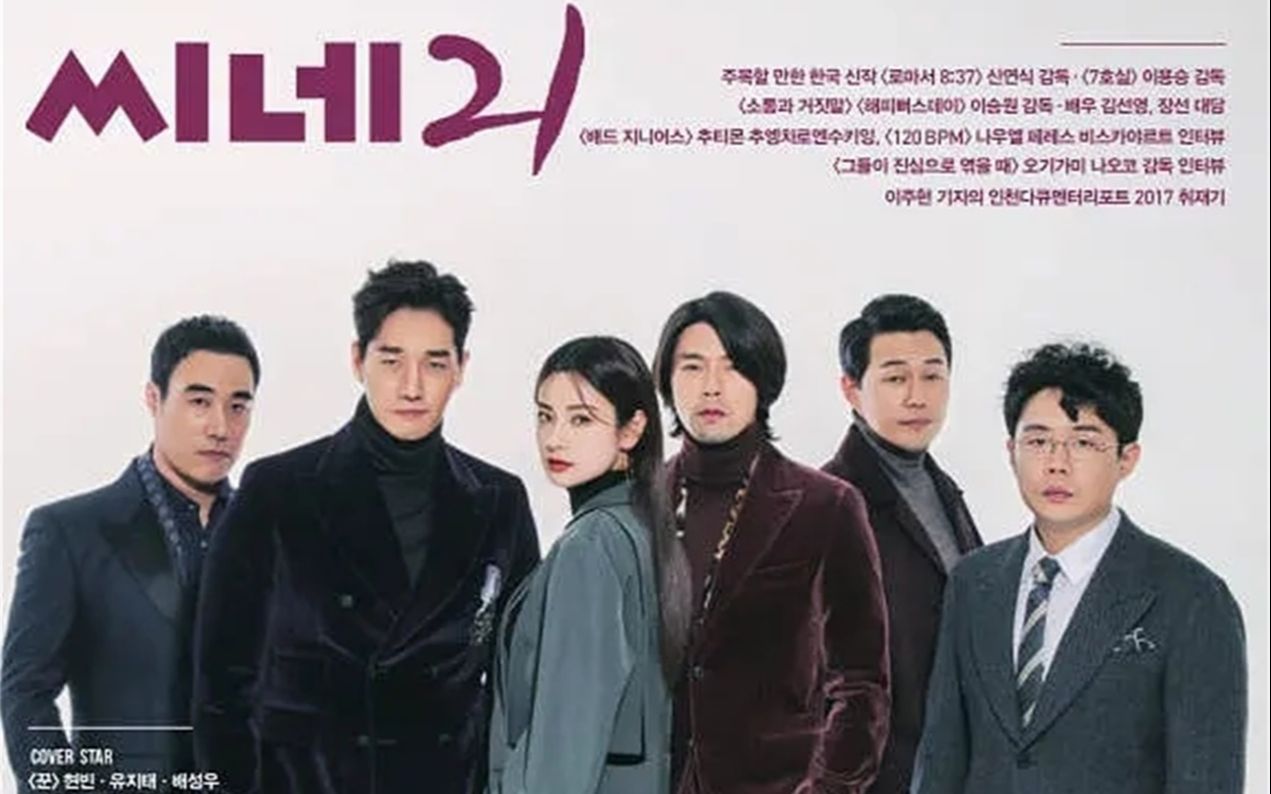 씨네21
주목할 만한 한국 신작 <로마서 8:37> 신연식 감독·<7호실> 이용승 감독
<소통과 거짓말> <해피뻐스데이> 이승원 감독·배우 김선영, 장선 대담
<배드 지니어스> 추티몬 추엥차로엔수키잉, <120 BPM> 나우엘 페레스 비스카야르트 인터뷰
<그들이 진심으로 엮을 때> 오기가미 나오코 감독 인터뷰
이주현 기자의 인천다큐멘터리포트 2017 취재기
COVER STAR
<꾼> 현빈·유지태·배성우